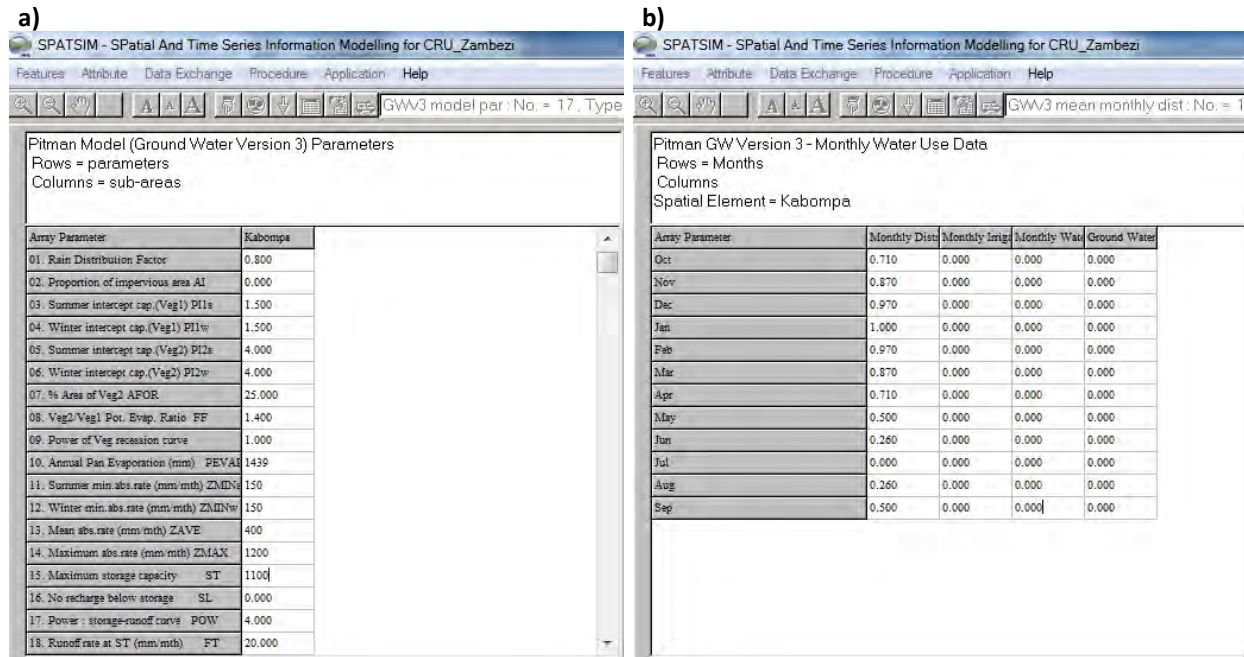 a)
SPATSIM - SPatial And Time Series Information Modelling for CRU_Zambezi
Features Attribute Data Exchange Procedure Application Help
A A A GWv3 model par : No. = 17 . Type
Pitman Model (Ground Water Version 3) Parameters
Rows = parameters
Columns = sub-areas
Array Parameter Kabompa
01. Rain Distribution Factor 0.800
02. Proportion of impervious area AI 0.000
03. Summer intercept cap.(Veg1) PI1s 1.500
04. Winter intercept cap.(Veg1) PI1w 1.500
05. Summer intercept cap.(Veg2) PI2s 4.000
06. Winter intercept cap.(Veg2) PI2w 4.000
07. % Area of Veg2 AFOR 25.000
08. Veg2/Veg1 Pot. Evap. Ratio FF 1.400
09. Power of Veg recession curve 1.000
10. Annual Pan Evaporation (mm) PEVAP 1439
11. Summer min.abs.rate (mm/mth) ZMINs 150
12. Winter min.abs.rate (mm/mth) ZMINw 150
13. Mean abs.rate (mm/mth) ZAVE 400
14. Maximum abs.rate (mm/mth) ZMAX 1200
15. Maximum storage capacity ST 1100
16. No recharge below storage SL 0.000
17. Power : storage-runoff curve POW 4.000
18. Runoff rate at ST (mm/mth) FT 20.000
b)
SPATSIM - SPatial And Time Series Information Modelling for CRU_Zambezi
Features Attribute Data Exchange Procedure Application Help
A A A GWv3 mean monthly dist : No. = 1
Pitman GW Version 3 - Monthly Water Use Data
Rows = Months
Columns
Spatial Element = Kabompa
Array Parameter Monthly Distr Monthly Irriga Monthly Wate Ground Water
Oct 0.710 0.000 0.000 0.000
Nov 0.870 0.000 0.000 0.000
Dec 0.970 0.000 0.000 0.000
Jan 1.000 0.000 0.000 0.000
Feb 0.970 0.000 0.000 0.000
Mar 0.870 0.000 0.000 0.000
Apr 0.710 0.000 0.000 0.000
May 0.500 0.000 0.000 0.000
Jun 0.260 0.000 0.000 0.000
Jul 0.000 0.000 0.000 0.000
Aug 0.260 0.000 0.000 0.000
Sep 0.500 0.000 0.000 0.000